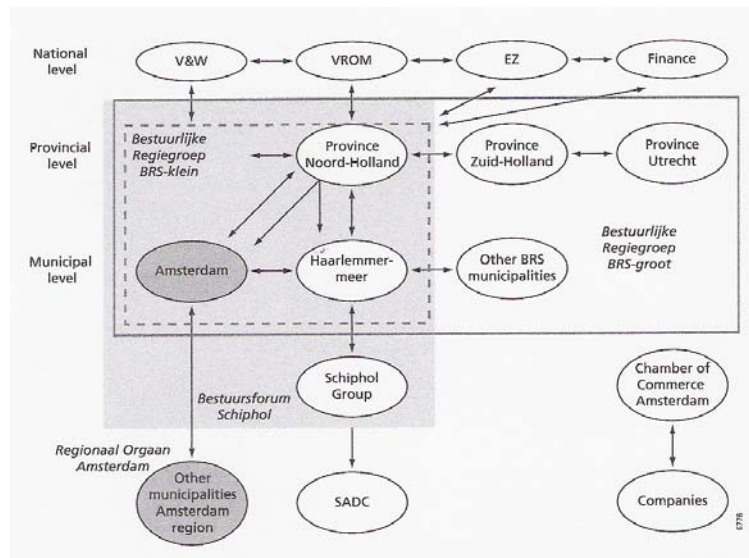 National
level
V&W
VROM
EZ
Finance
Provincial
level
Bestuurlijke
Regiegroep
BRS-klein
Province
Noord-Holland
Province
Zuid-Holland
Province
Utrecht
Municipal
level
Amsterdam
Haarlemmer-
meer
Other BRS
municipalities
Bestuurlijke
Regiegroep
BRS-groot
Schiphol
Group
Bestuursforum
Schiphol
Chamber of
Commerce
Amsterdam
Regionaal Orgaan
Amsterdam
Other
municipalities
Amsterdam
region
SADC
Companies